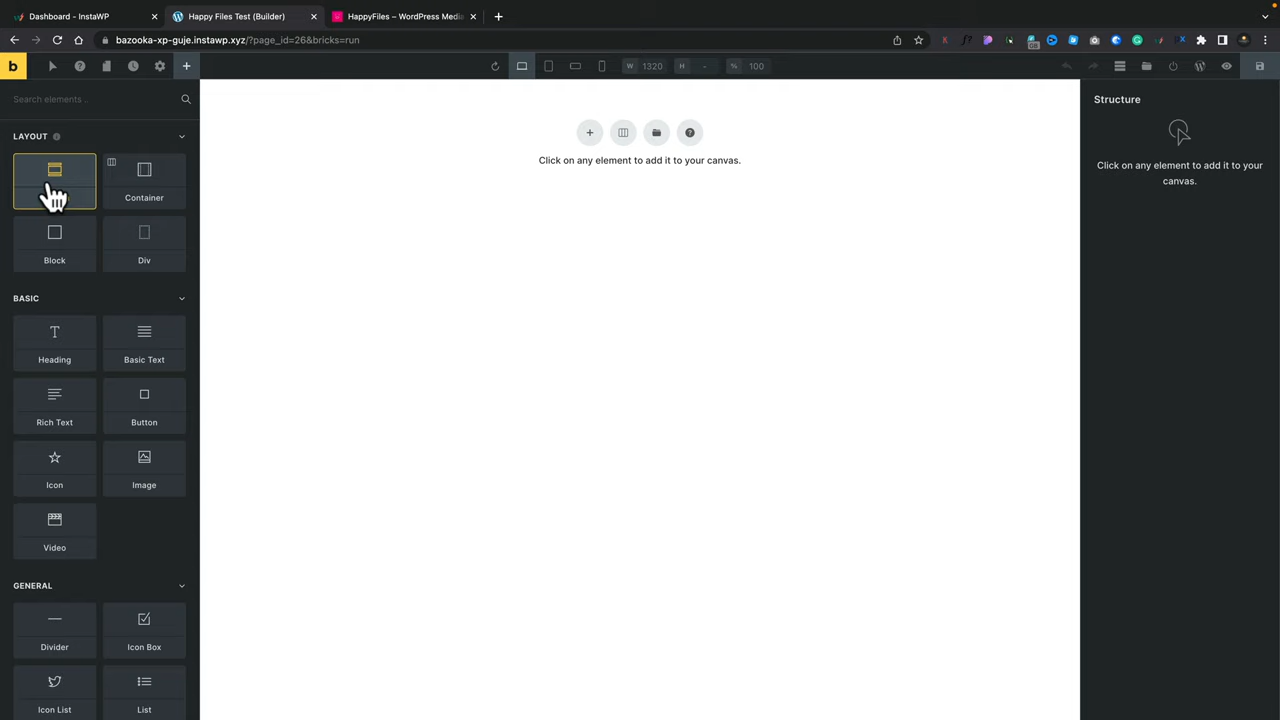 Dashboard - InstaWP
Happy Files Test (Builder)
HappyFiles – WordPress Media
bazooka-xp-guje.instawp.xyz/?page_id=26&bricks=run
b
W 1320 H - % 100
Search elements ..
LAYOUT
Container
Block
Div
BASIC
Heading
Basic Text
Rich Text
Button
Icon
Image
Video
GENERAL
Divider
Icon Box
Icon List
List
Click on any element to add it to your canvas.
Structure
Click on any element to add it to your
canvas.